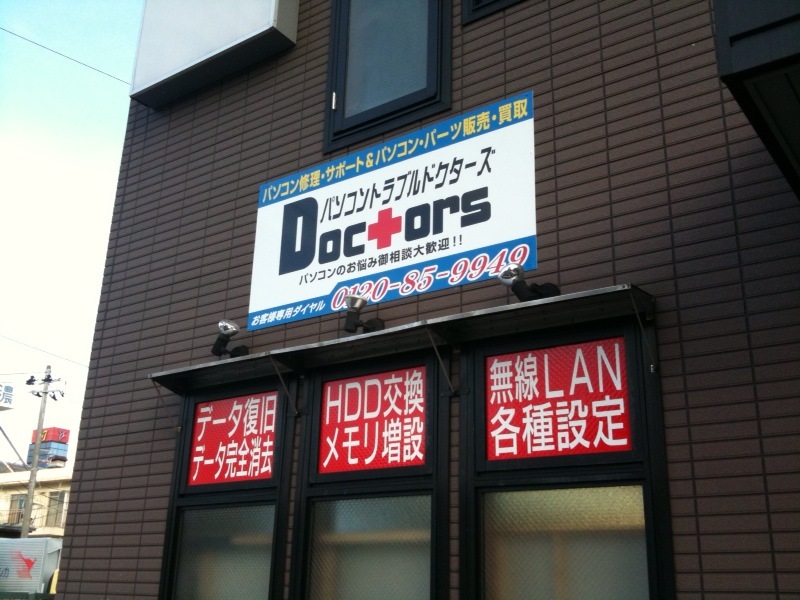 パソコン修理・サポート&パソコン・パーツ販売・買取
パソコントラブルドクターズ
Doctors
パソコンのお悩み御相談大歓迎!!
お客様専用ダイヤル 0120-85-9949
データ復旧
データ完全消去
HDD交換
メモリ増設
無線LAN
各種設定